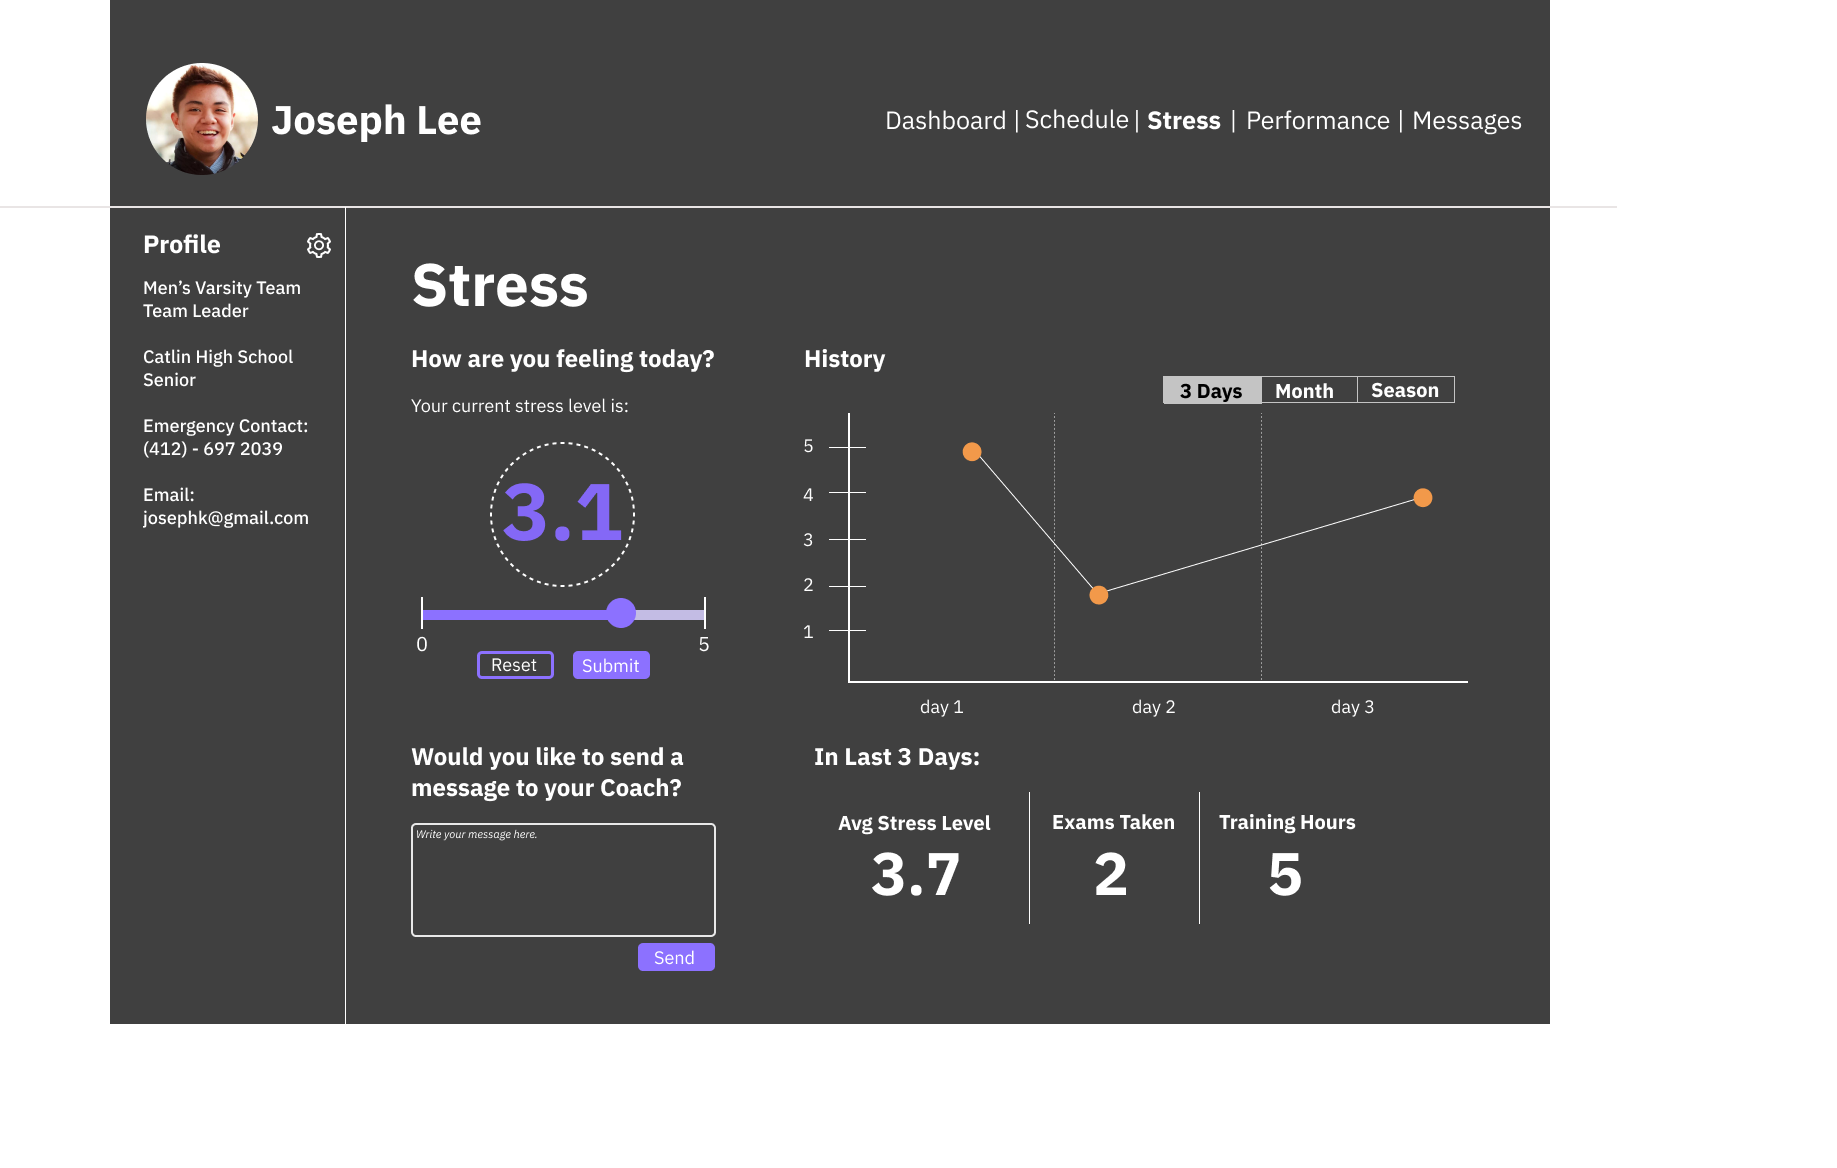 Joseph Lee
Dashboard | Schedule | Stress | Performance | Messages
Profile
Men’s Varsity Team
Team Leader
Catlin High School
Senior
Emergency Contact:
(412) - 697 2039
Email:
josephk@gmail.com
Stress
How are you feeling today?
Your current stress level is:
3.1
0 5
Reset Submit
Would you like to send a
message to your Coach?
Write your message here.
Send
History
3 Days Month Season
5
4
3
2
1
day 1 day 2 day 3
In Last 3 Days:
Avg Stress Level Exams Taken Training Hours
3.7 2 5